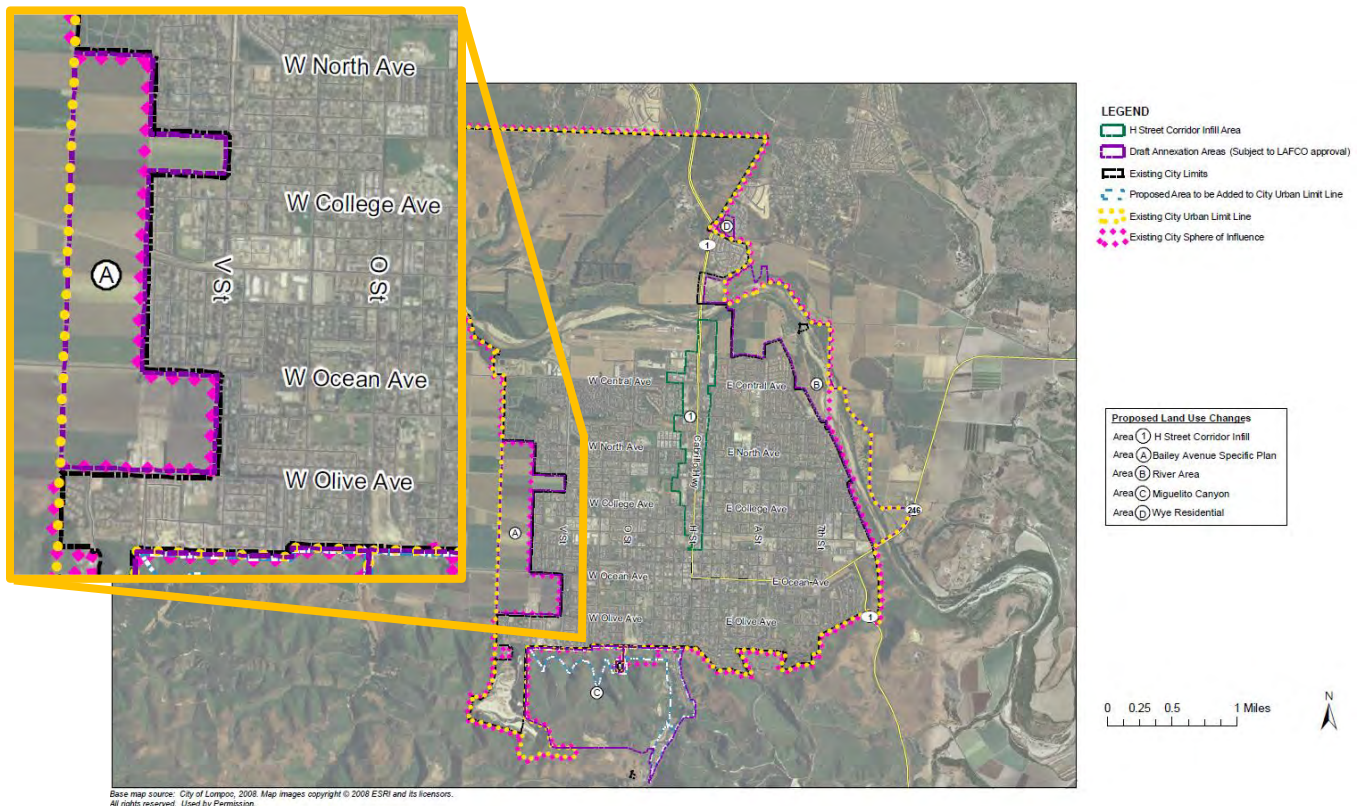 W North Ave
W College Ave
A
V St
O St
W Ocean Ave
W Olive Ave
D
1
W Central Ave
E Central Ave
B
1
Cabrillo Hwy
W North Ave
E North Ave
W College Ave
E College Ave
246
A
V St
O St
H St
A St
7th St
W Ocean Ave
E Ocean Ave
W Olive Ave
E Olive Ave
1
C
LEGEND
H Street Corridor Infill Area
Draft Annexation Areas (Subject to LAFCO approval)
Existing City Limits
Proposed Area to be Added to City Urban Limit Line
Existing City Urban Limit Line
Existing City Sphere of Influence
Proposed Land Use Changes
Area 1 H Street Corridor Infill
Area A Bailey Avenue Specific Plan
Area B River Area
Area C Miguelito Canyon
Area D Wye Residential
0 0.25 0.5 1 Miles
N
Base map source: City of Lompoc, 2008. Map images copyright © 2008 ESRI and its licensors.
All rights reserved. Used by Permission.